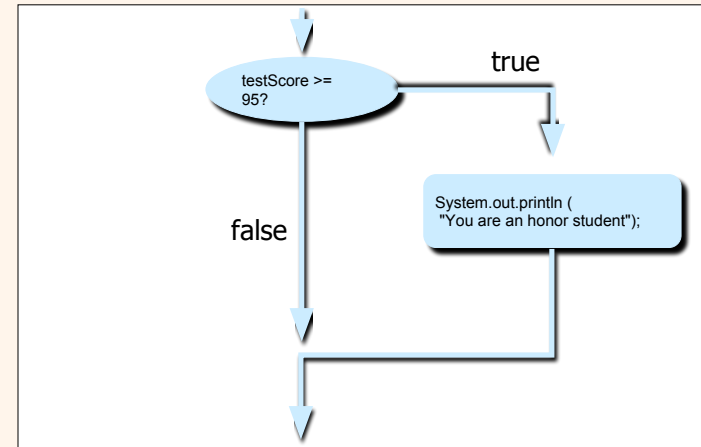 true
testScore >=
95?
System.out.println (
"You are an honor student");
false